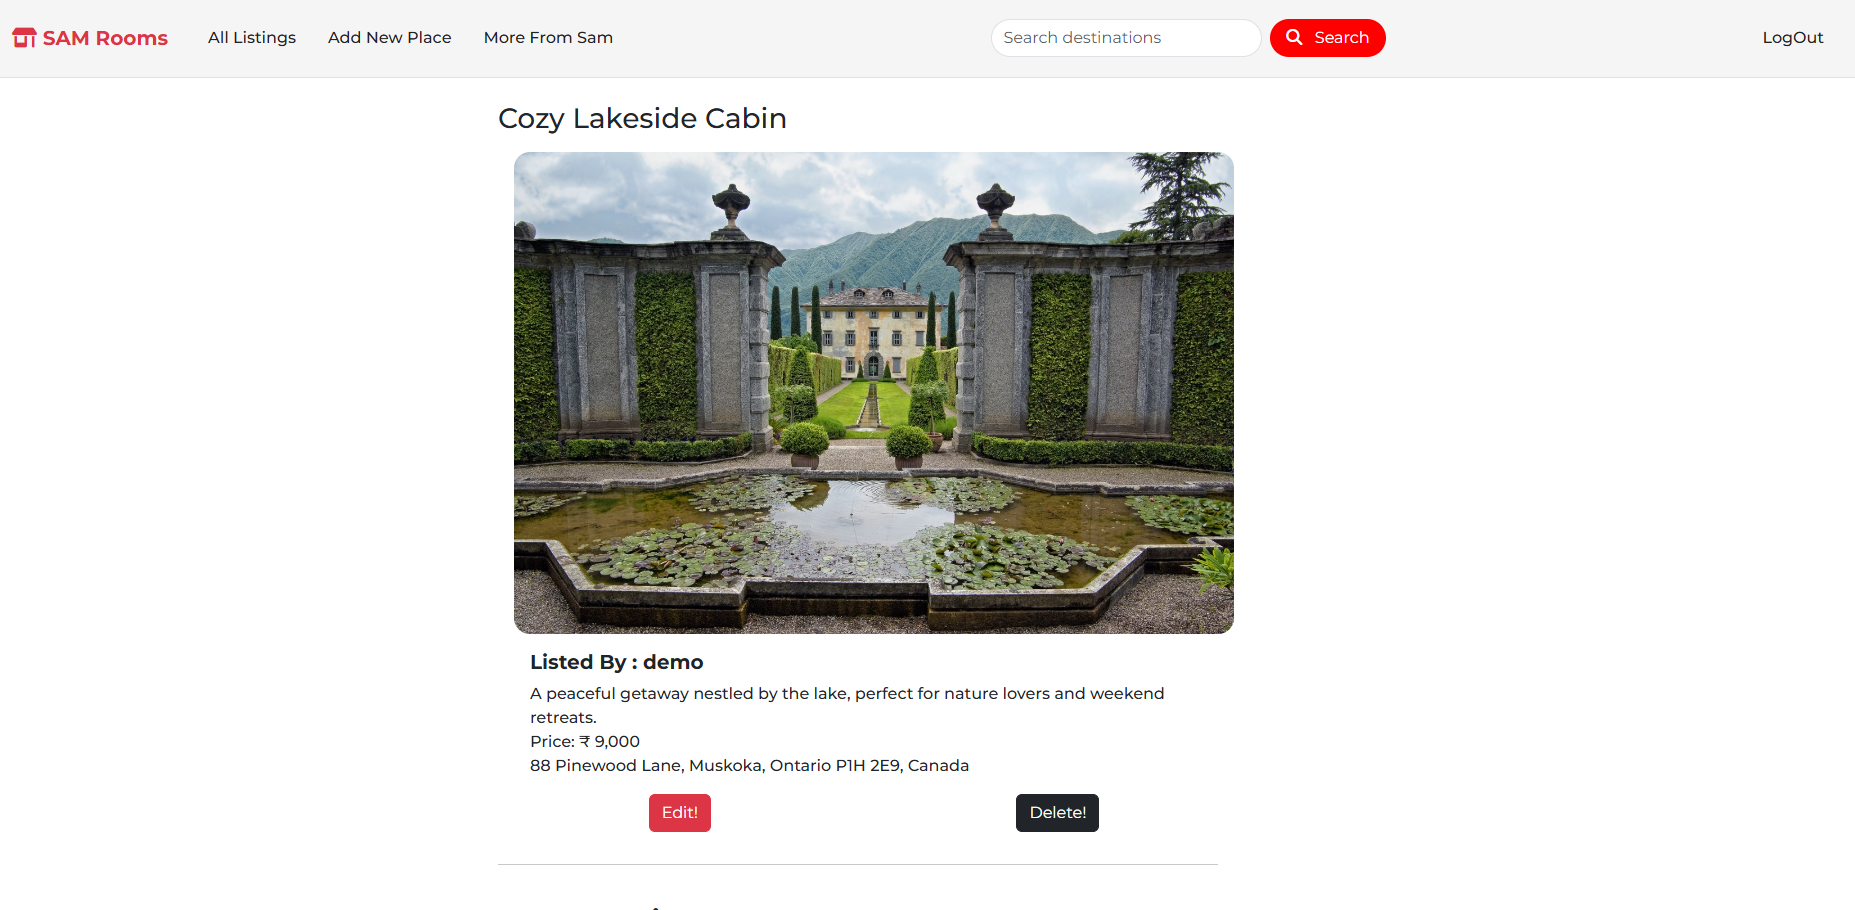 SAM Rooms
All Listings
Add New Place
More From Sam
Search destinations
Search
LogOut
Cozy Lakeside Cabin
Listed By : demo
A peaceful getaway nestled by the lake, perfect for nature lovers and weekend
retreats.
Price: ₹ 9,000
88 Pinewood Lane, Muskoka, Ontario P1H 2E9, Canada
Edit!
Delete!